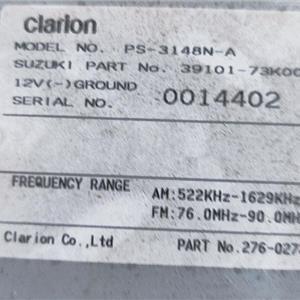 clarion
MODEL NO. PS-3148N-A
SUZUKI PART No. 39101-73K00
12V(-)GROUND
SERIAL NO. 0014402
FREQUENCY RANGE
AM:522KHz-1629KHz
FM:76.0MHz-90.0MH
Clarion Co.,Ltd PART No.276-027